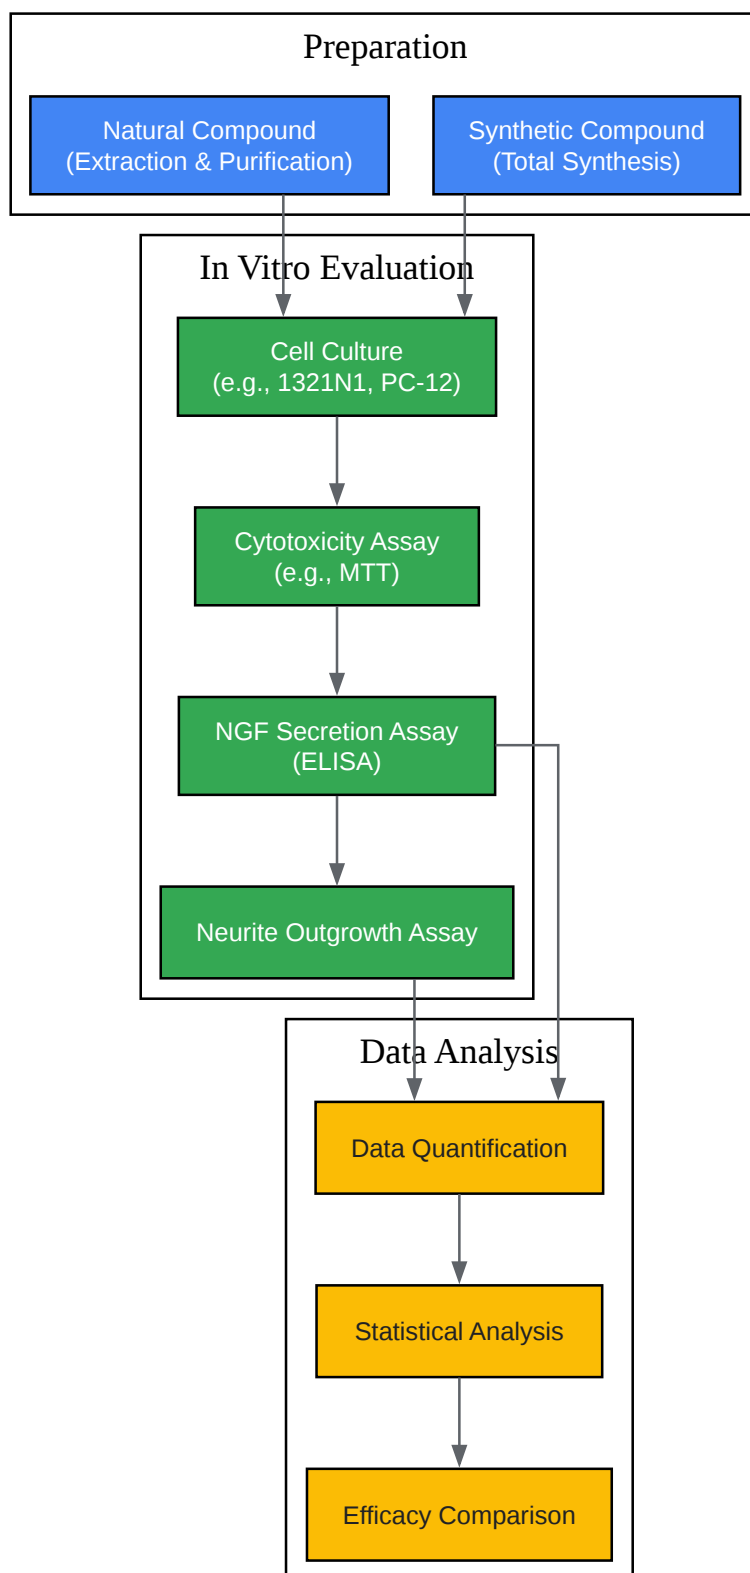 Preparation
Natural Compound
(Extraction & Purification)
Synthetic Compound
(Total Synthesis)
In Vitro Evaluation
Cell Culture
(e.g., 1321N1, PC-12)
Cytotoxicity Assay
(e.g., MTT)
NGF Secretion Assay
(ELISA)
Neurite Outgrowth Assay
Data Analysis
Data Quantification
Statistical Analysis
Efficacy Comparison